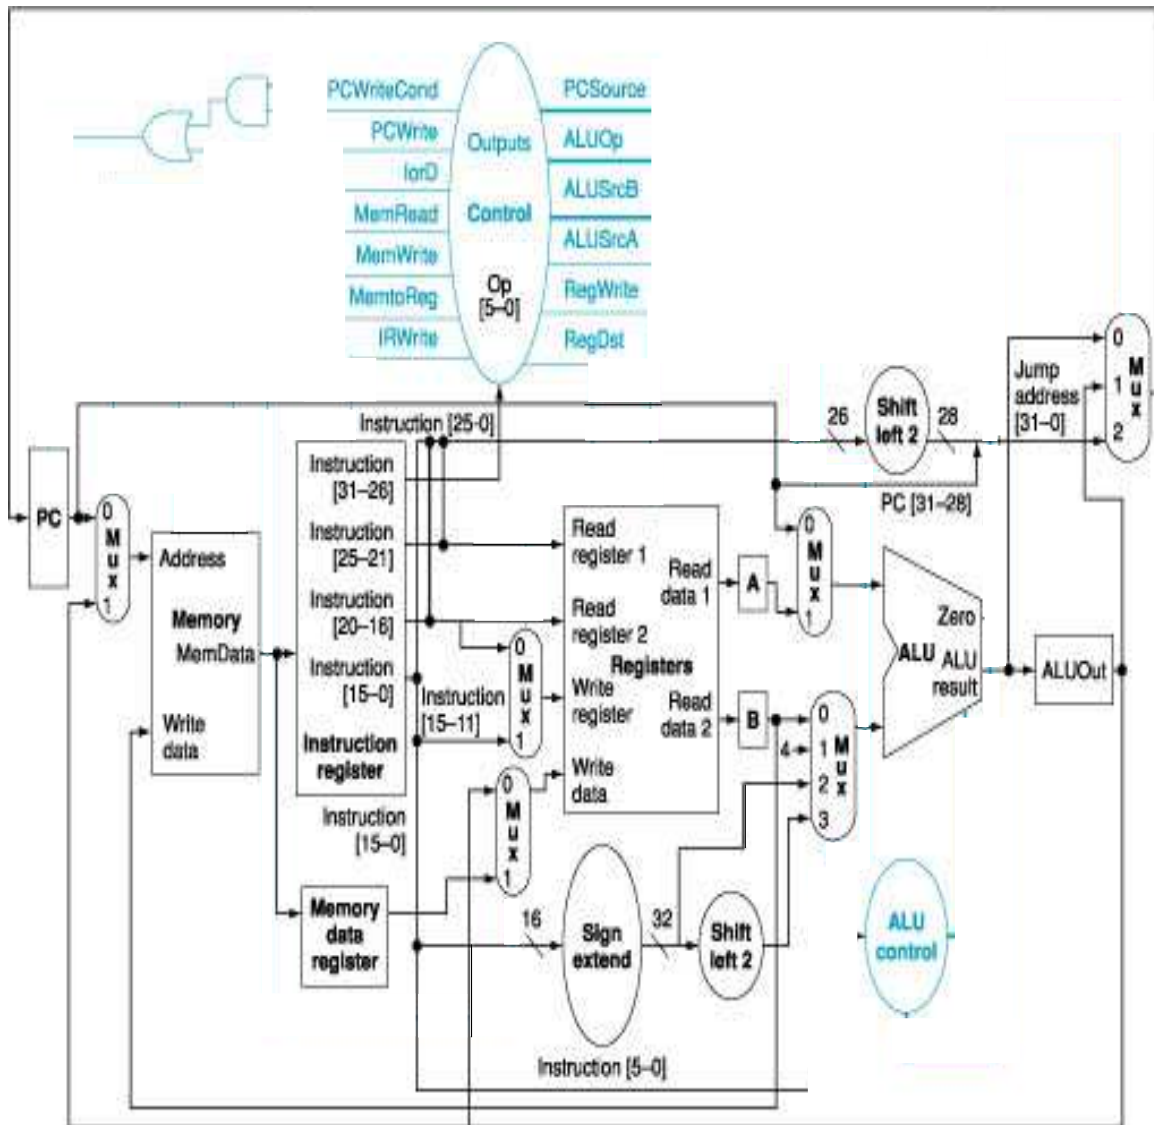 PCWriteCond
PCWrite
IorD
MemRead
MemWrite
MemtoReg
IRWrite
Outputs
Control
Op
[5–0]
PCSource
ALUOp
ALUSrcB
ALUSrcA
RegWrite
RegDst
0
1
2
M
u
x
Jump
address
[31–0]
26
Shift
left 2
28
Instruction [25-0]
PC [31–28]
PC
0
M
u
x
1
Address
Memory
MemData
Write
data
Instruction
[31–26]
Instruction
[25–21]
Instruction
[20–16]
Instruction
[15–0]
Instruction
register
Instruction
[15–11]
0
M
u
x
1
Read
register 1
Read
register 2
Registers
Write
register
Write
data
Read
data 1
Read
data 2
A
B
0
M
u
x
1
4
0
1
2
3
M
u
x
Zero
ALU
ALU
result
ALUOut
Instruction
[15–0]
0
M
u
x
1
Memory
data
register
16
Sign
extend
32
Shift
left 2
ALU
control
Instruction [5–0]